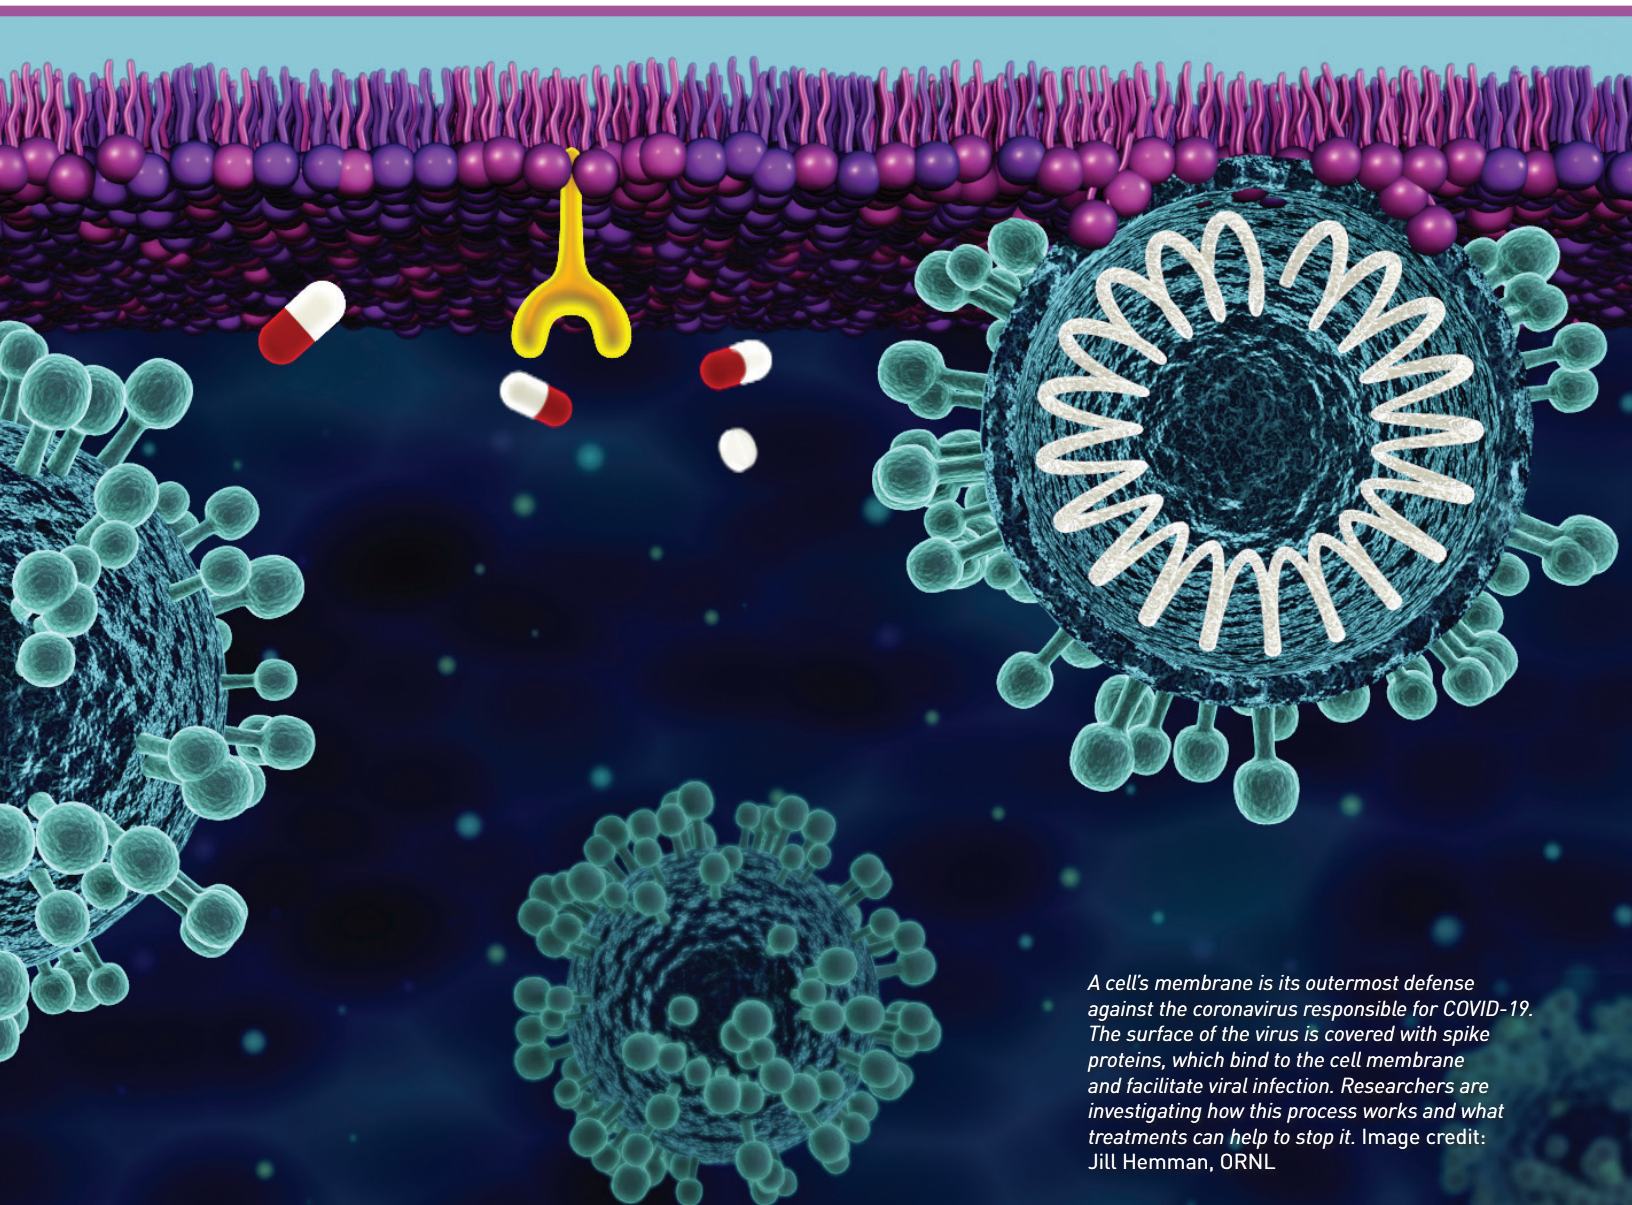 A cell’s membrane is its outermost defense
against the coronavirus responsible for COVID-19.
The surface of the virus is covered with spike
proteins, which bind to the cell membrane
and facilitate viral infection. Researchers are
investigating how this process works and what
treatments can help to stop it. Image credit:
Jill Hemman, ORNL